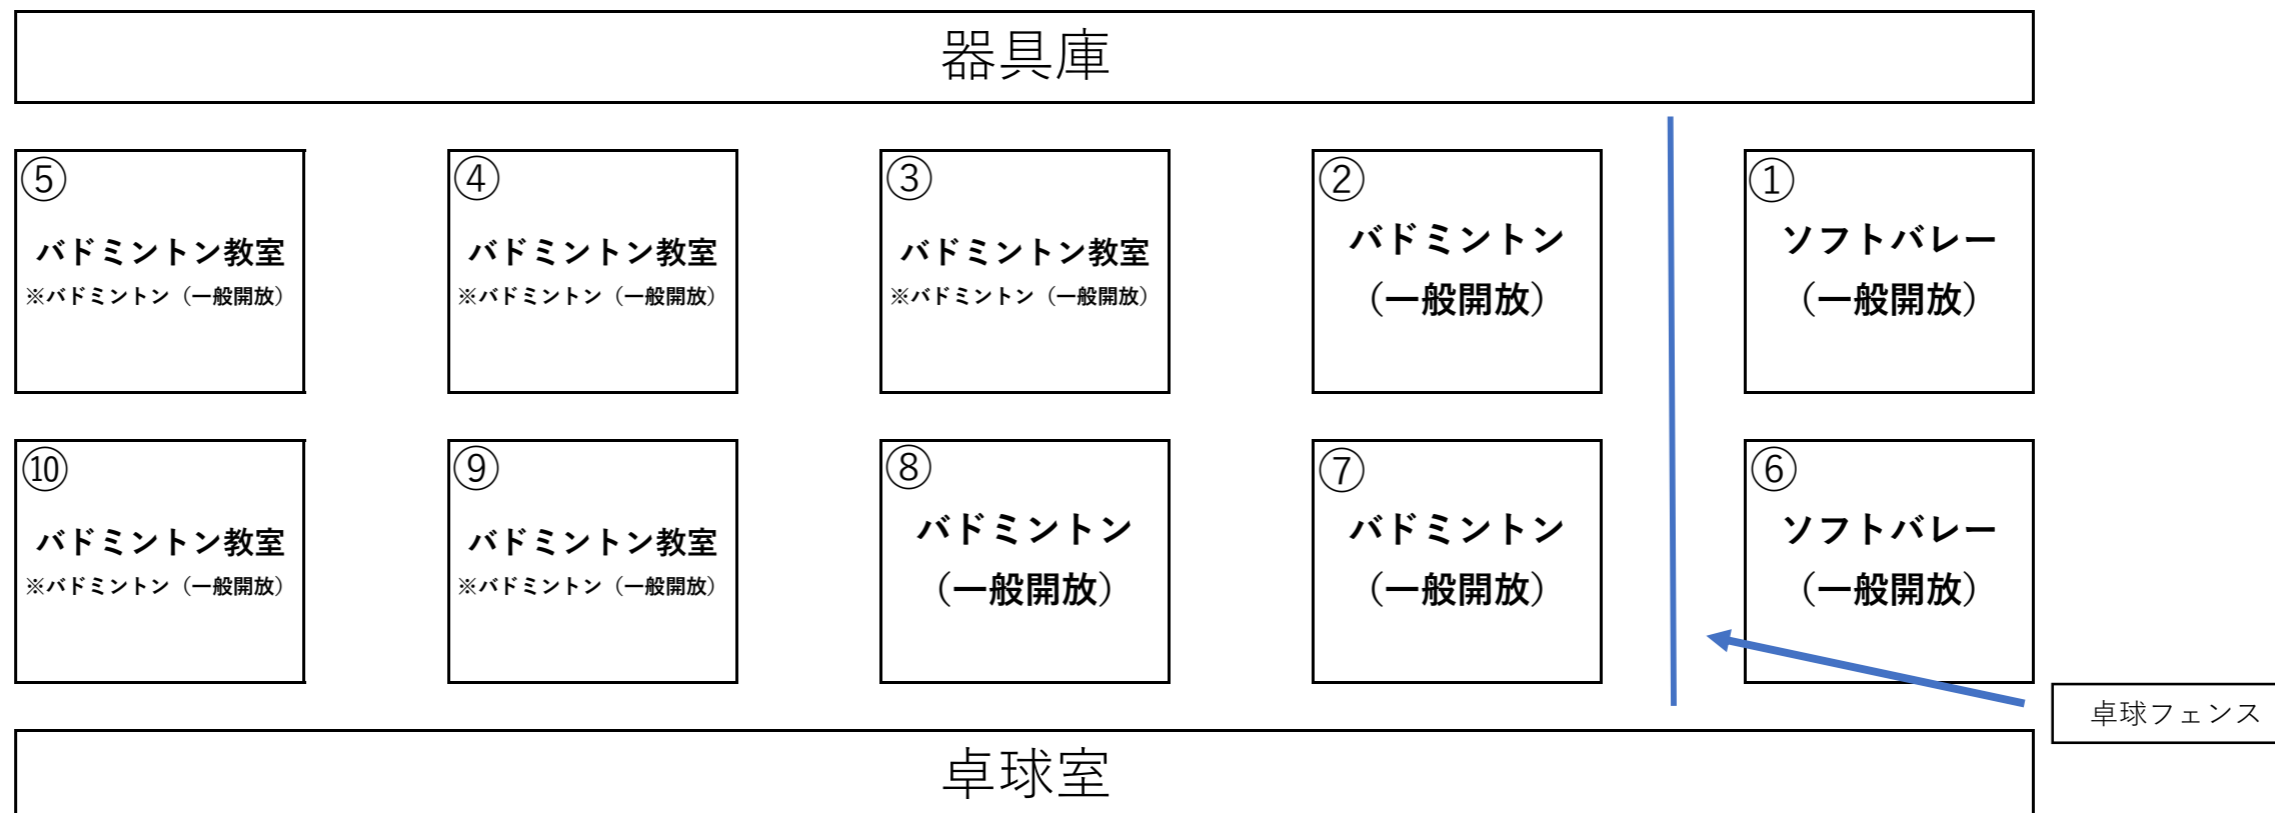 器具庫
⑤
バドミントン教室
※バドミントン（一般開放）
④
バドミントン教室
※バドミントン（一般開放）
③
バドミントン教室
※バドミントン（一般開放）
②
バドミントン
（一般開放）
①
ソフトバレー
（一般開放）
⑩
バドミントン教室
※バドミントン（一般開放）
⑨
バドミントン教室
※バドミントン（一般開放）
⑧
バドミントン
（一般開放）
⑦
バドミントン
（一般開放）
⑥
ソフトバレー
（一般開放）
卓球フェンス
卓球室